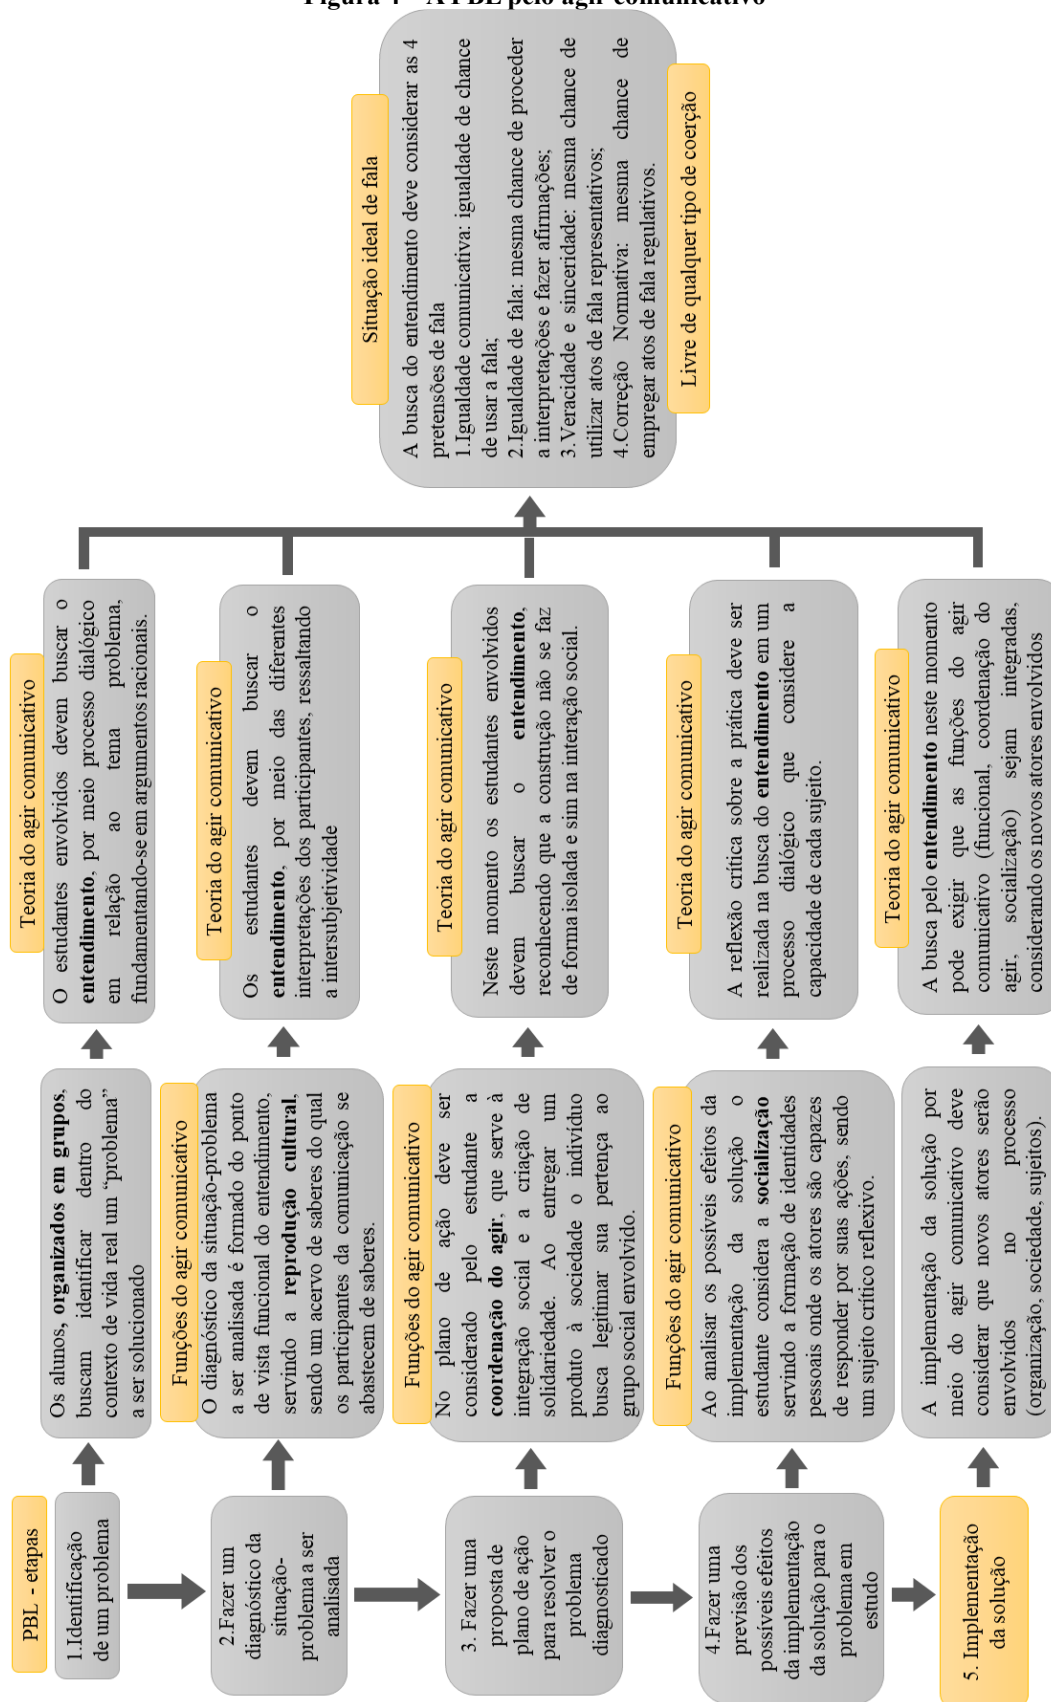 Figura 4 – A PBL pelo agir comunicativo
PBL - etapas
1.Identificação
de um problema
Os alunos, organizados em grupos,
buscam identificar dentro do
contexto de vida real um “problema”
a ser solucionado
Teoria do agir comunicativo
O estudantes envolvidos devem buscar o
entendimento, por meio processo dialógico
em relação ao tema problema,
fundamentando-se em argumentos racionais.
2.Fazer um
diagnóstico da
situação-
problema a ser
analisada
Funções do agir comunicativo
O diagnóstico da situação-problema
a ser analisada é formado do ponto
de vista funcional do entendimento,
servindo a reprodução cultural,
sendo um acervo de saberes do qual
os participantes da comunicação se
abastecem de saberes.
Teoria do agir comunicativo
Os estudantes devem buscar o
entendimento, por meio das diferentes
interpretações dos participantes, ressaltando
a intersubjetividade
3. Fazer uma
proposta de
plano de ação
para resolver o
problema
diagnosticado
Funções do agir comunicativo
No plano de ação deve ser
considerado pelo estudante a
coordenação do agir, que serve à
integração social e a criação de
solidariedade. Ao entregar um
produto à sociedade o indivíduo
busca legitimar sua pertença ao
grupo social envolvido.
Teoria do agir comunicativo
Neste momento os estudantes envolvidos
devem buscar o entendimento,
reconhecendo que a construção não se faz
de forma isolada e sim na interação social.
4.Fazer uma
previsão dos
possíveis efeitos
da implementação
da solução para o
problema em
estudo
Funções do agir comunicativo
Ao analisar os possíveis efeitos da
implementação da solução o
estudante considera a socialização
servindo a formação de identidades
pessoais onde os atores são capazes
de responder por suas ações, sendo
um sujeito crítico reflexivo.
Teoria do agir comunicativo
A reflexão crítica sobre a prática deve ser
realizada na busca do entendimento em um
processo dialógico que considere a
capacidade de cada sujeito.
5. Implementação
da solução
A implementação da solução por
meio do agir comunicativo deve
considerar que novos atores serão
envolvidos no processo
(organização, sociedade, sujeitos).
Teoria do agir comunicativo
A busca pelo entendimento neste momento
pode exigir que as funções do agir
comunicativo (funcional, coordenação do
agir, socialização) sejam integradas,
considerando os novos atores envolvidos
Situação ideal de fala
A busca do entendimento deve considerar as 4
pretensões de fala
1.Igualdade comunicativa: igualdade de chance
de usar a fala;
2.Igualdade de fala: mesma chance de proceder
a interpretações e fazer afirmações;
3.Veracidade e sinceridade: mesma chance de
utilizar atos de fala representativos;
4.Correção Normativa: mesma chance de
empregar atos de fala regulativos.
Livre de qualquer tipo de coerção